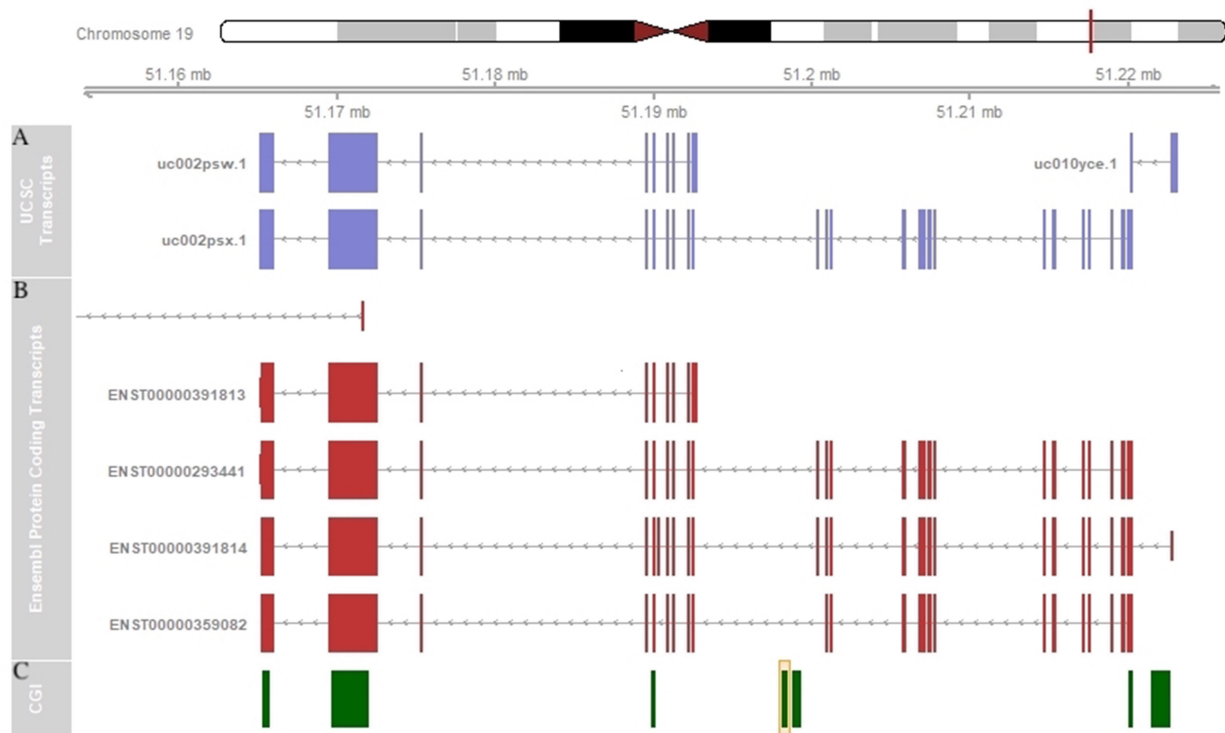 Chromosome 19
51.16 mb
51.18 mb
51.2 mb
51.22 mb
51.17 mb
51.19 mb
51.21 mb
A
UCSC
Transcripts
uc002psw.1
uc010yce.1
uc002psx.1
B
Ensembl Protein Coding Transcripts
ENST00000391813
ENST00000293441
ENST00000391814
ENST00000359082
C
CGI